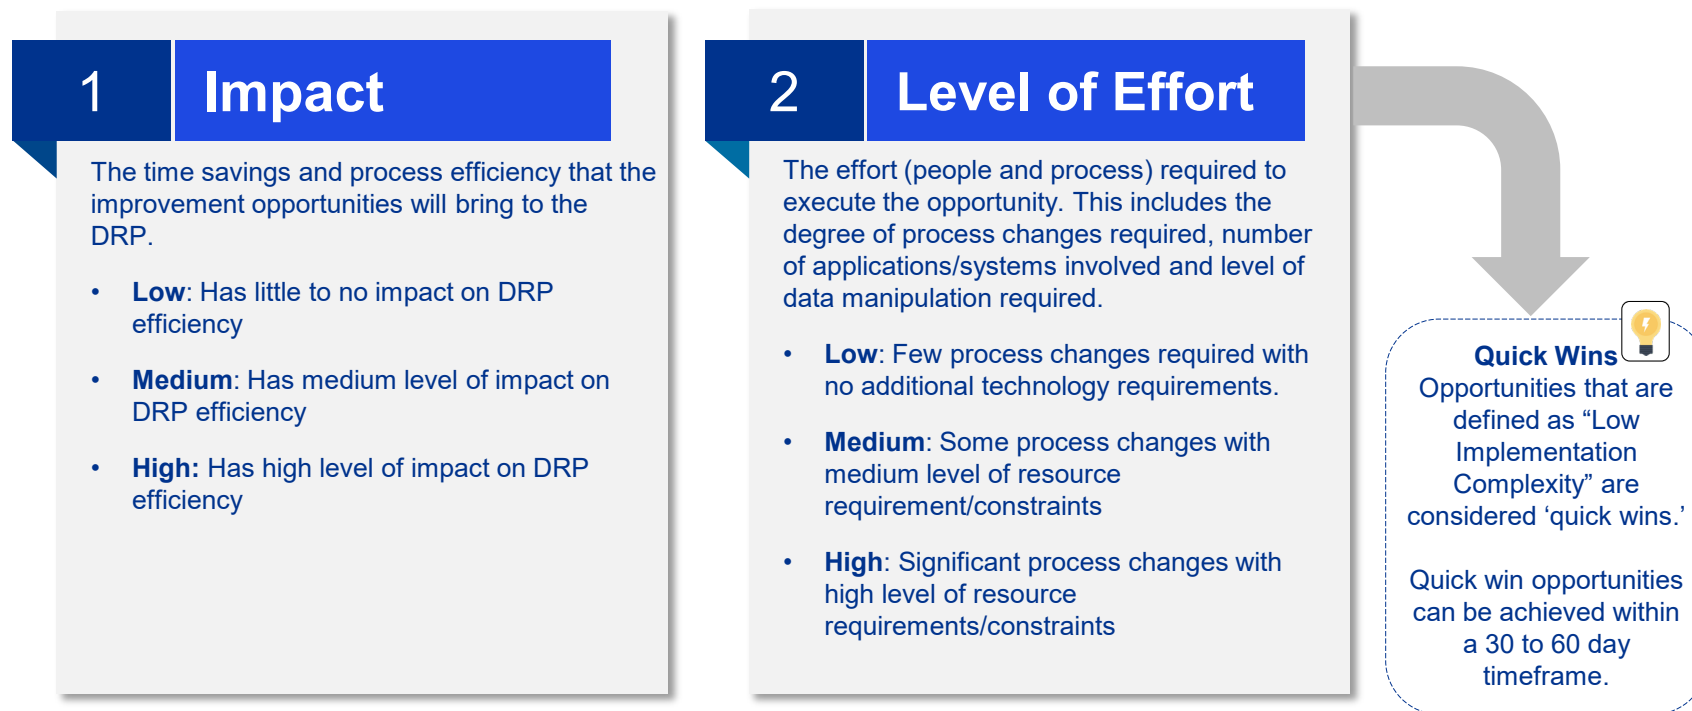 1
Impact
The time savings and process efficiency that the
improvement opportunities will bring to the
DRP.
• Low: Has little to no impact on DRP
efficiency
• Medium: Has medium level of impact on
DRP efficiency
• High: Has high level of impact on DRP
efficiency
2
Level of Effort
The effort (people and process) required to
execute the opportunity. This includes the
degree of process changes required, number
of applications/systems involved and level of
data manipulation required.
• Low: Few process changes required with
no additional technology requirements.
• Medium: Some process changes with
medium level of resource
requirement/constraints
• High: Significant process changes with
high level of resource
requirements/constraints
Quick Wins
Opportunities that are
defined as “Low
Implementation
Complexity” are
considered ‘quick wins.’
Quick win opportunities
can be achieved within
a 30 to 60 day
timeframe.